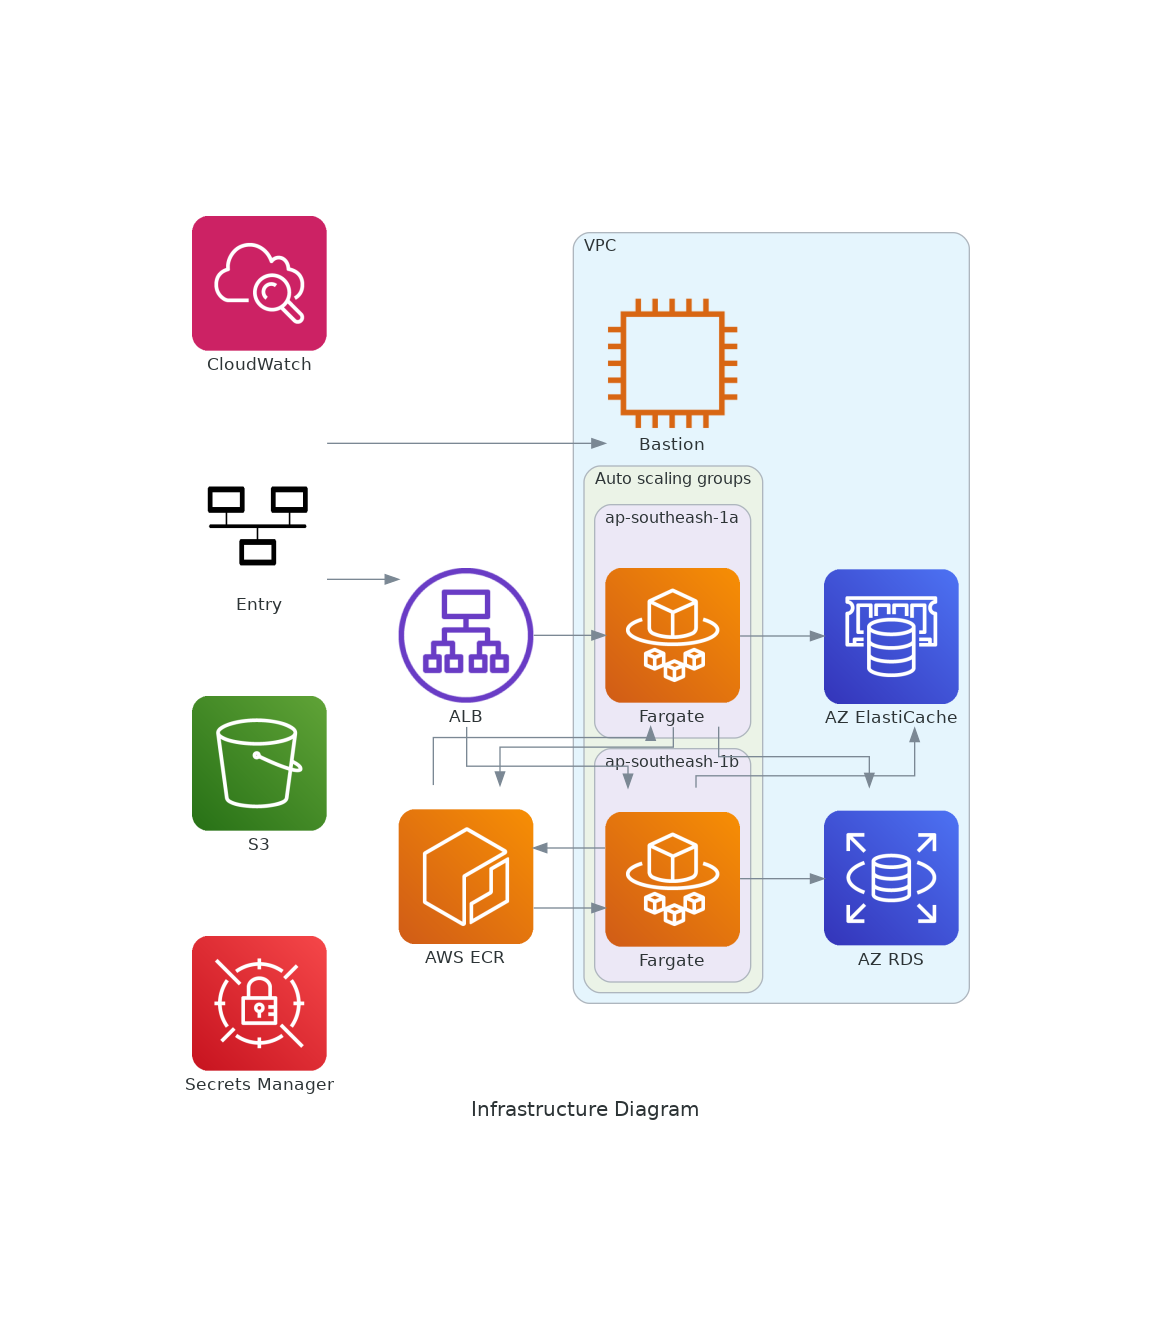 VPC
CloudWatch
Bastion
Auto scaling groups
ap-southeash-1a
Entry
ALB
Fargate
AZ ElastiCache
ap-southeash-1b
S3
AWS ECR
Fargate
AZ RDS
Secrets Manager
Infrastructure Diagram